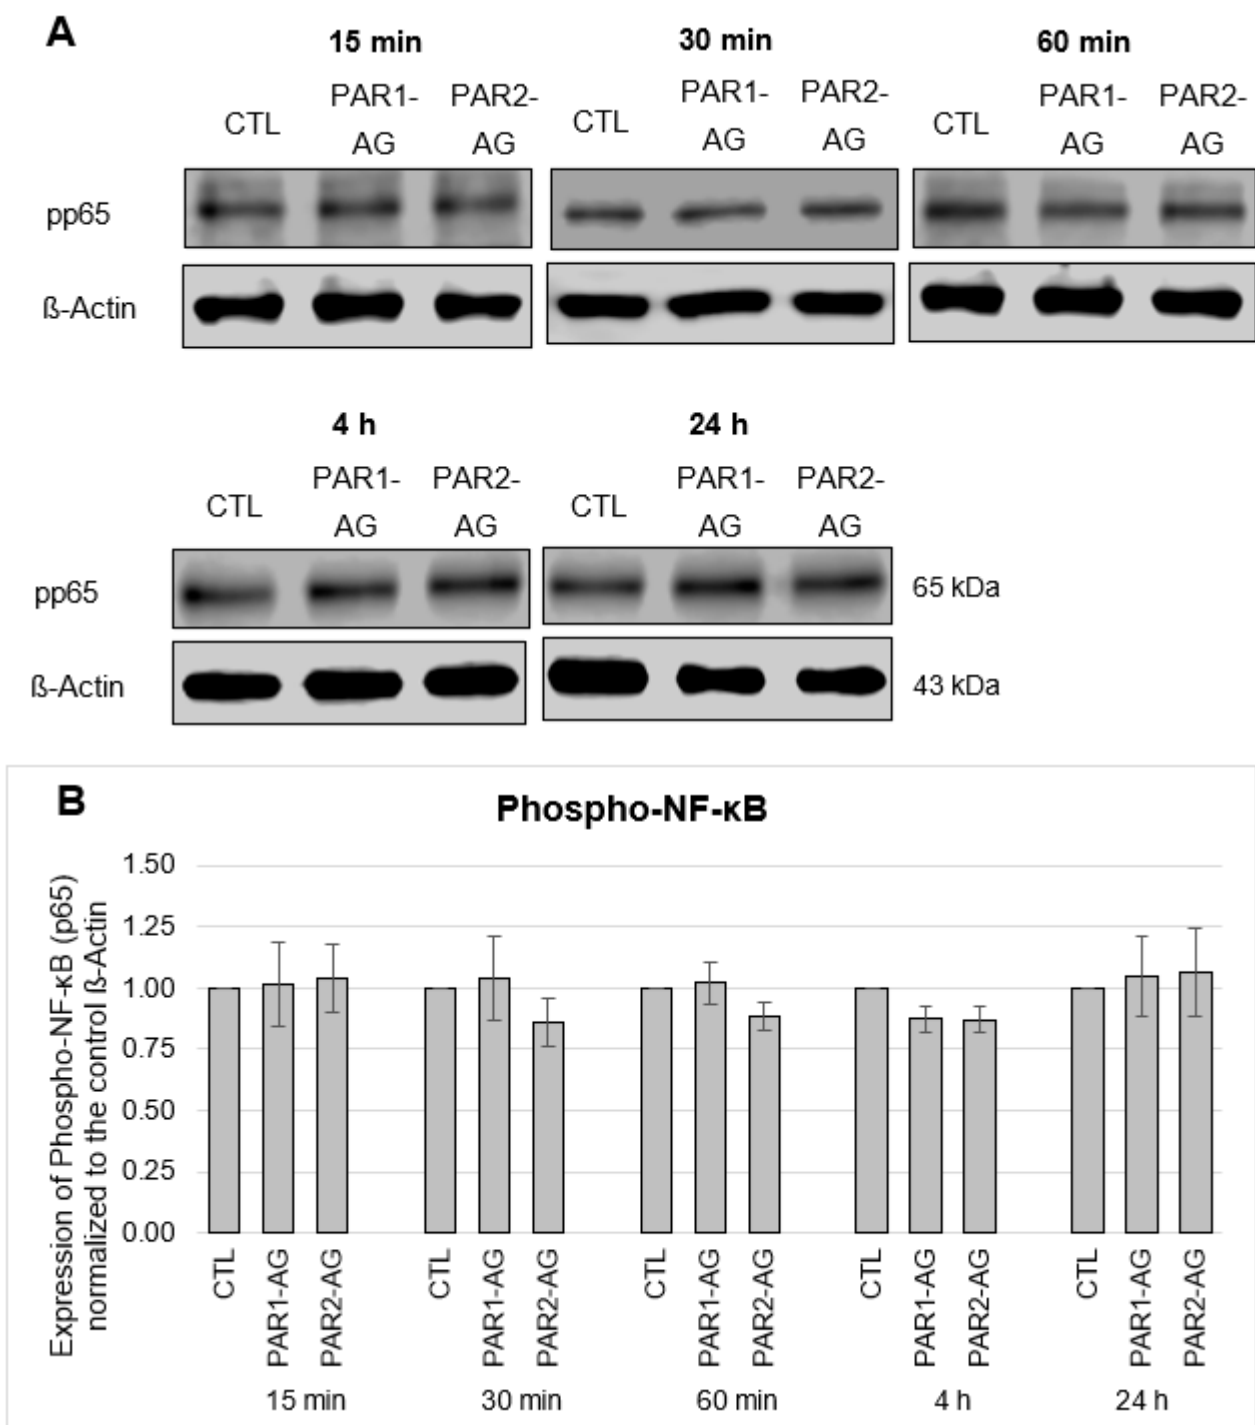 A
15 min
30 min
60 min
CTL
PAR1-
AG
PAR2-
AG
CTL
PAR1-
AG
PAR2-
AG
CTL
PAR1-
AG
PAR2-
AG
pp65
ß-Actin
4 h
24 h
CTL
PAR1-
AG
PAR2-
AG
CTL
PAR1-
AG
PAR2-
AG
pp65
65 kDa
ß-Actin
43 kDa
B
Phospho-NF-κB
Expression of Phospho-NF-κB (p65)
normalized to the control ß-Actin
1.50
1.25
1.00
0.75
0.50
0.25
0.00
CTL
PAR1-AG
PAR2-AG
CTL
PAR1-AG
PAR2-AG
CTL
PAR1-AG
PAR2-AG
CTL
PAR1-AG
PAR2-AG
CTL
PAR1-AG
PAR2-AG
15 min
30 min
60 min
4 h
24 h